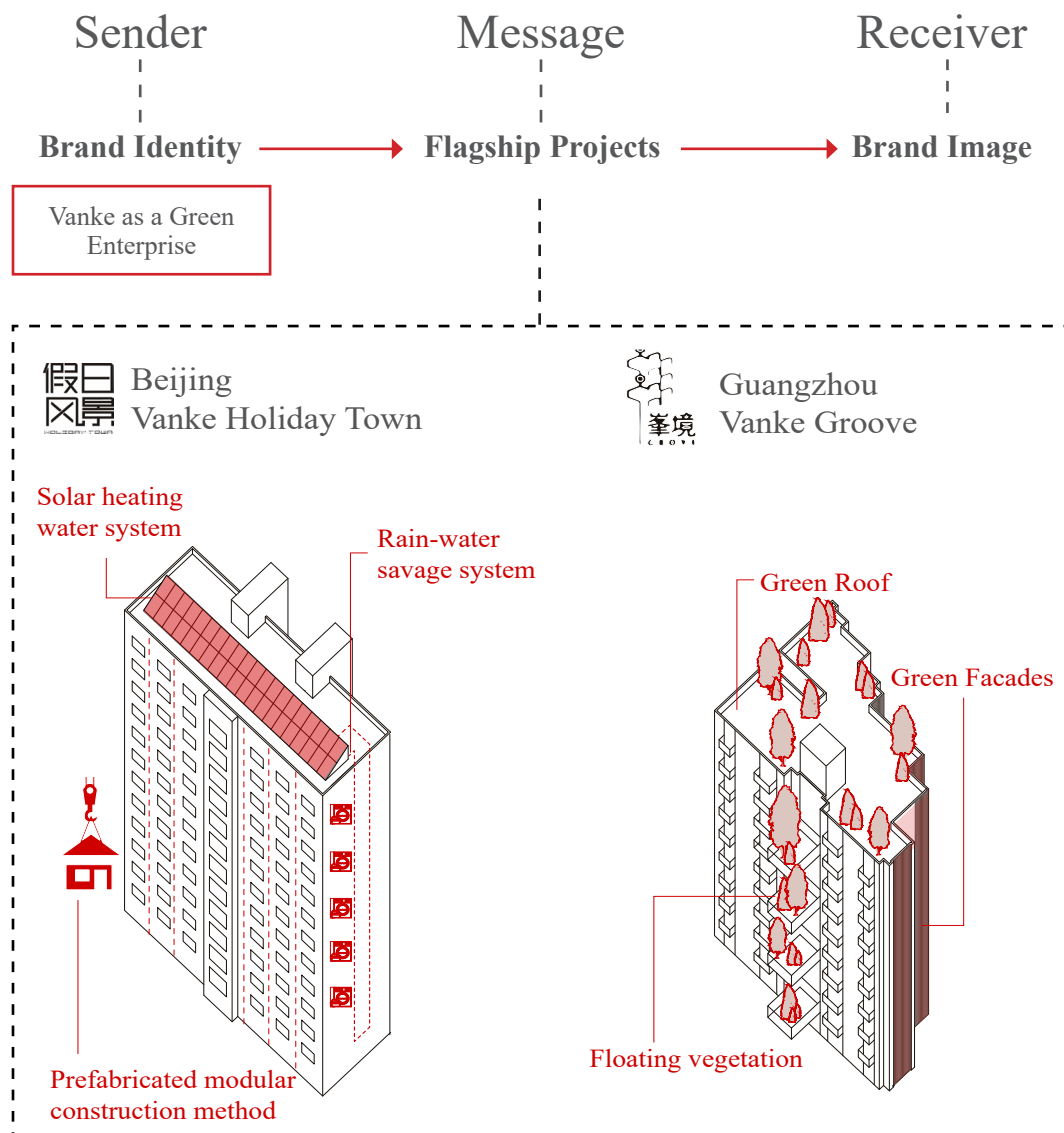 Sender
Message
Receiver
Brand Identity
Flagship Projects
Brand Image
Vanke as a Green
Enterprise
假日
风景
HOLIDAY TOWN
Beijing
Vanke Holiday Town
峯境
Guangzhou
Vanke Groove
Solar heating
water system
Rain-water
savage system
Green Roof
Green Facades
Floating vegetation
Prefabricated modular
construction method